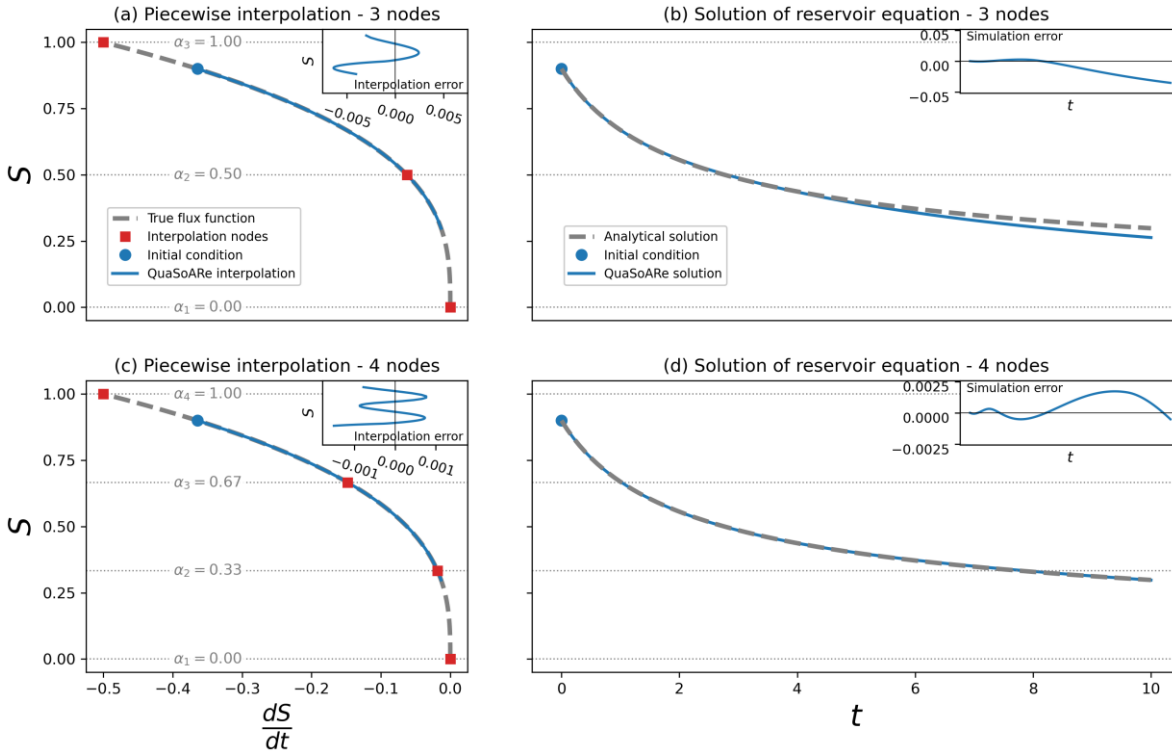 (a) Piecewise interpolation - 3 nodes
1.00
0.75
0.50
0.25
0.00
S
α₃ = 1.00
α₂ = 0.50
α₁ = 0.00
S
Interpolation error
−0.005
0.000
0.005
True flux function
Interpolation nodes
Initial condition
QuaSoARe interpolation
(b) Solution of reservoir equation - 3 nodes
0.05
0.00
−0.05
Simulation error
t
Analytical solution
Initial condition
QuaSoARe solution
(c) Piecewise interpolation - 4 nodes
1.00
0.75
0.50
0.25
0.00
S
α₄ = 1.00
α₃ = 0.67
α₂ = 0.33
α₁ = 0.00
S
Interpolation error
−0.001
0.000
0.001
−0.5
−0.4
−0.3
−0.2
−0.1
0.0
dS
dt
(d) Solution of reservoir equation - 4 nodes
0.0025
0.0000
−0.0025
Simulation error
t
0
2
4
6
8
10
t